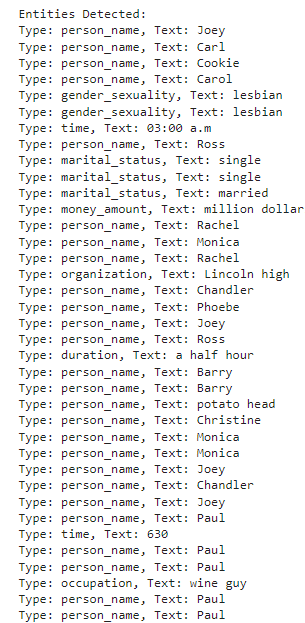 Entities Detected:
Type: person_name, Text: Joey
Type: person_name, Text: Carl
Type: person_name, Text: Cookie
Type: person_name, Text: Carol
Type: gender_sexuality, Text: lesbian
Type: gender_sexuality, Text: lesbian
Type: time, Text: 03:00 a.m
Type: person_name, Text: Ross
Type: marital_status, Text: single
Type: marital_status, Text: single
Type: marital_status, Text: married
Type: money_amount, Text: million dollar
Type: person_name, Text: Rachel
Type: person_name, Text: Monica
Type: person_name, Text: Rachel
Type: organization, Text: Lincoln high
Type: person_name, Text: Chandler
Type: person_name, Text: Phoebe
Type: person_name, Text: Joey
Type: person_name, Text: Ross
Type: duration, Text: a half hour
Type: person_name, Text: Barry
Type: person_name, Text: Barry
Type: person_name, Text: potato head
Type: person_name, Text: Christine
Type: person_name, Text: Monica
Type: person_name, Text: Monica
Type: person_name, Text: Joey
Type: person_name, Text: Chandler
Type: person_name, Text: Joey
Type: person_name, Text: Paul
Type: time, Text: 630
Type: person_name, Text: Paul
Type: person_name, Text: Paul
Type: occupation, Text: wine guy
Type: person_name, Text: Paul
Type: person_name, Text: Paul